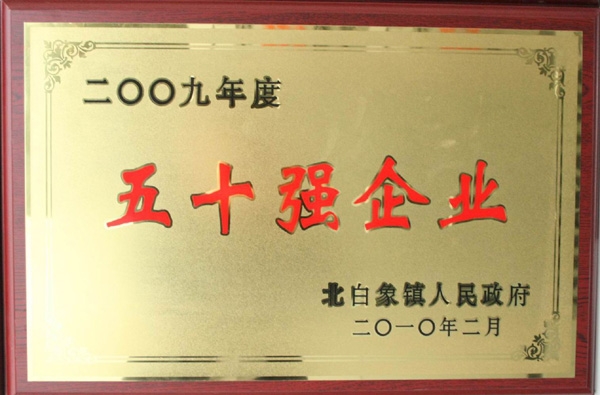 二〇〇九年度
五十强企业
北白象镇人民政府
二〇一〇年二月